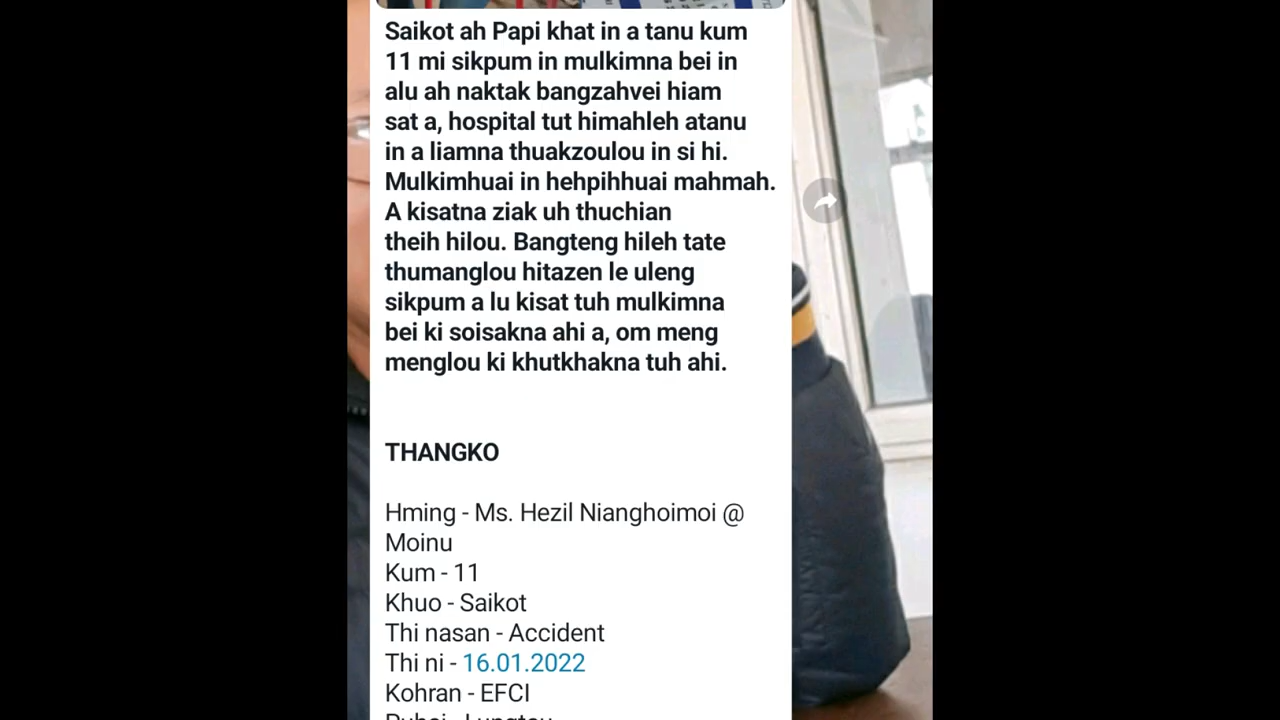 Saikot ah Papi khat in a tanu kum
11 mi sikpum in mulkimna bei in
alu ah naktak bangzahvei hiam
sat a, hospital tut himahleh atanu
in a liamna thuakzoulou in si hi.
Mulkimhuai in hehpihhuai mahmah.
A kisatna ziak uh thuchian
theih hilou. Bangteng hileh tate
thumanglou hitazen le uleng
sikpum a lu kisat tuh mulkimna
bei ki soisakna ahi a, om meng
menglou ki khutkhakna tuh ahi.
THANGKO
Hming - Ms. Hezil Nianghoimoi @
Moinu
Kum - 11
Khuo - Saikot
Thi nasan - Accident
Thi ni - 16.01.2022
Kohran - EFCI